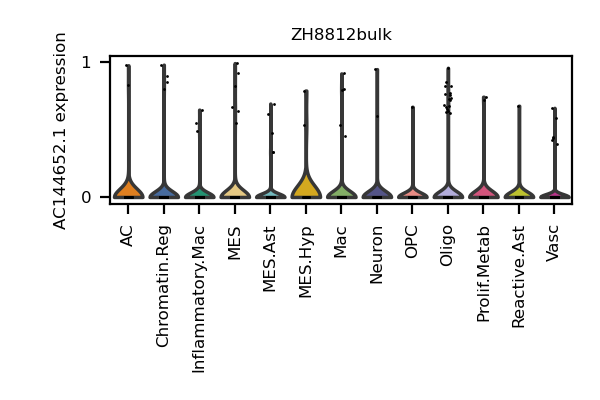 ZH8812bulk
AC144652.1 expression
1
0
AC
Chromatin.Reg
Inflammatory.Mac
MES
MES.Ast
MES.Hyp
Mac
Neuron
OPC
Oligo
Prolif.Metab
Reactive.Ast
Vasc